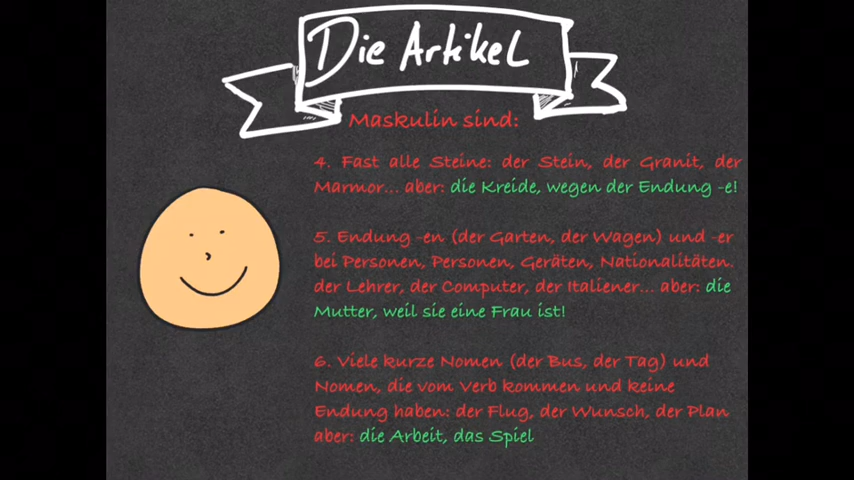 Die Artikel
Maskulin sind:
4. Fast alle Steine: der Stein, der Granit, der
Marmor... aber: die Kreide, wegen der Endung -e!
5. Endung -en (der Garten, der Wagen) und -er
bei Personen, Personen, Geräten, Nationalitäten.
der Lehrer, der Computer, der Italiener... aber: die
Mutter, weil sie eine Frau ist!
6. Viele kurze Nomen (der Bus, der Tag) und
Nomen, die vom Verb kommen und keine
Endung haben: der Flug, der Wunsch, der Plan
aber: die Arbeit, das Spiel